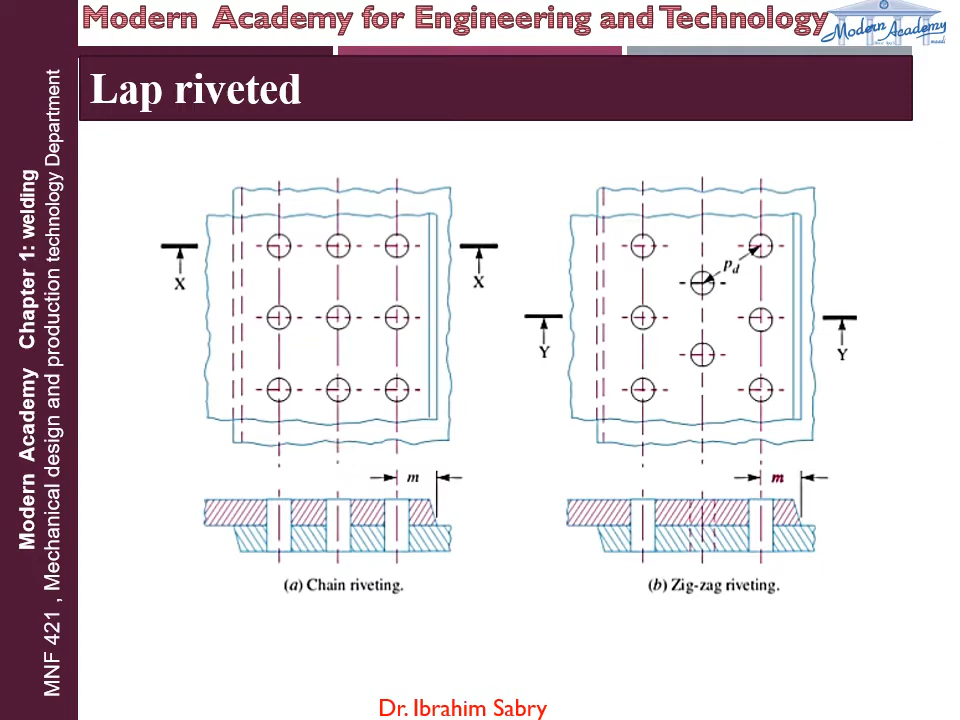 Modern Academy for Engineering and Technology
Modern Academy
maadi
Lap riveted
Modern Academy Chapter 1: welding
MNF 421 , Mechanical design and production technology Department
X
X
p_d
Y
Y
m
m
(a) Chain riveting.
(b) Zig-zag riveting.
Dr. Ibrahim Sabry